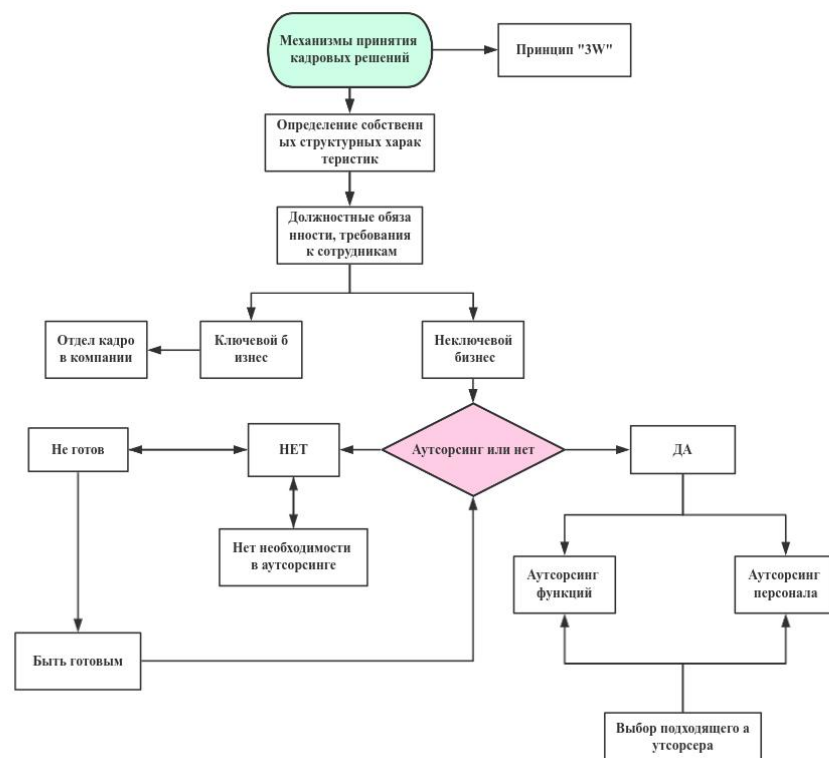 Механизмы принятия
кадровых решений
Принцип "3W"
Определение собственн
ых структурных харак
теристик
Должностные обяза
нности, требования
к сотрудникам
Отдел кадро
в компании
Ключевой б
изнес
Неключевой
бизнес
Не готов
НЕТ
Аутсорсинг или нет
ДА
Нет необходимости
в аутсорсинге
Аутсорсинг
функций
Аутсорсинг
персонала
Быть готовым
Выбор подходящего а
утсорсера